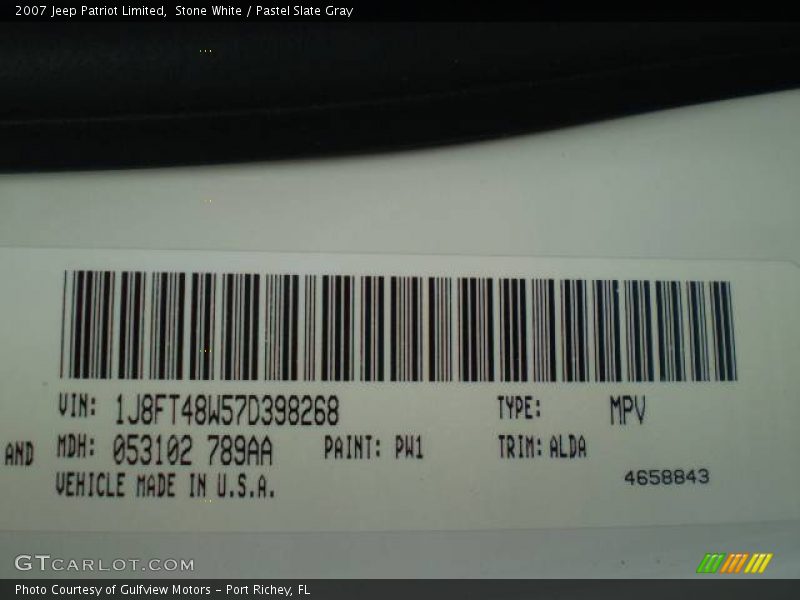 2007 Jeep Patriot Limited, Stone White / Pastel Slate Gray
VIN: 1J8FT48W57D398268 TYPE: MPV
AND MDH: 053102 789AA PAINT: PW1 TRIM: ALDA
VEHICLE MADE IN U.S.A. 4658843
GTCARFOT.COM
Photo Courtesy of Gulfview Motors - Port Richey, FL